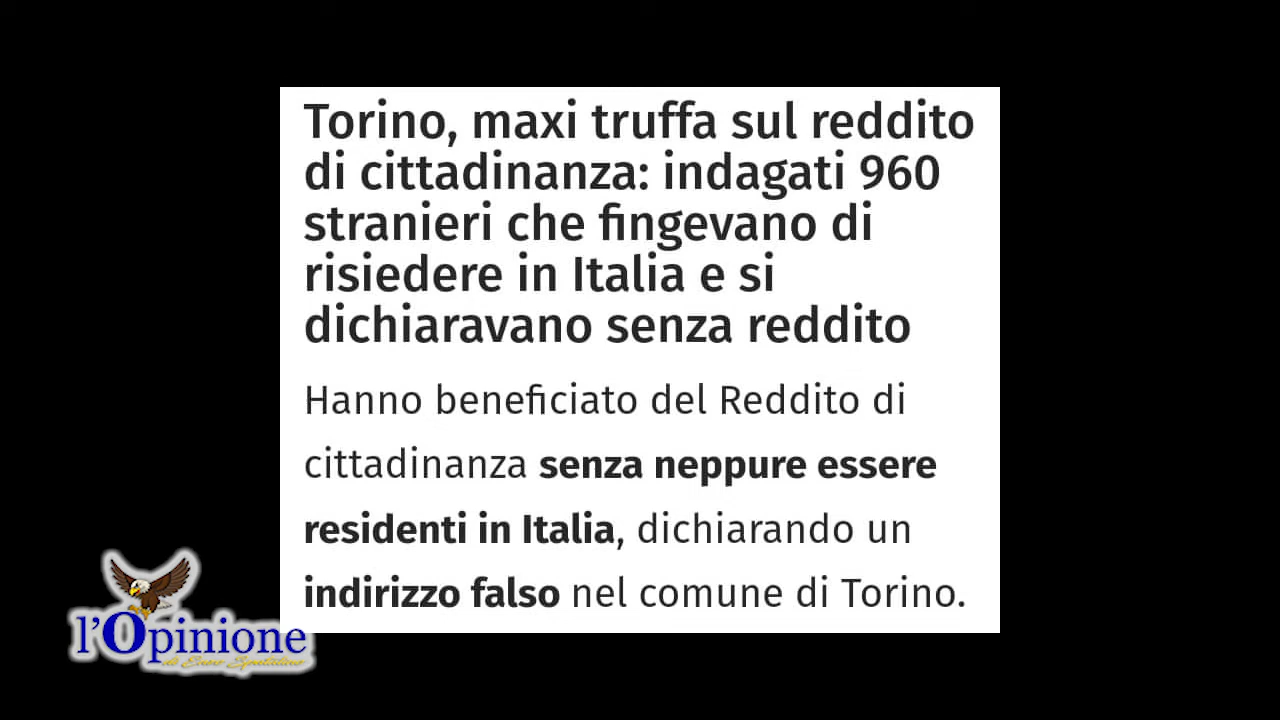 Torino, maxi truffa sul reddito
di cittadinanza: indagati 960
stranieri che fingevano di
risiedere in Italia e si
dichiaravano senza reddito
Hanno beneficiato del Reddito di
cittadinanza senza neppure essere
residenti in Italia, dichiarando un
indirizzo falso nel comune di Torino.
l'Opinione